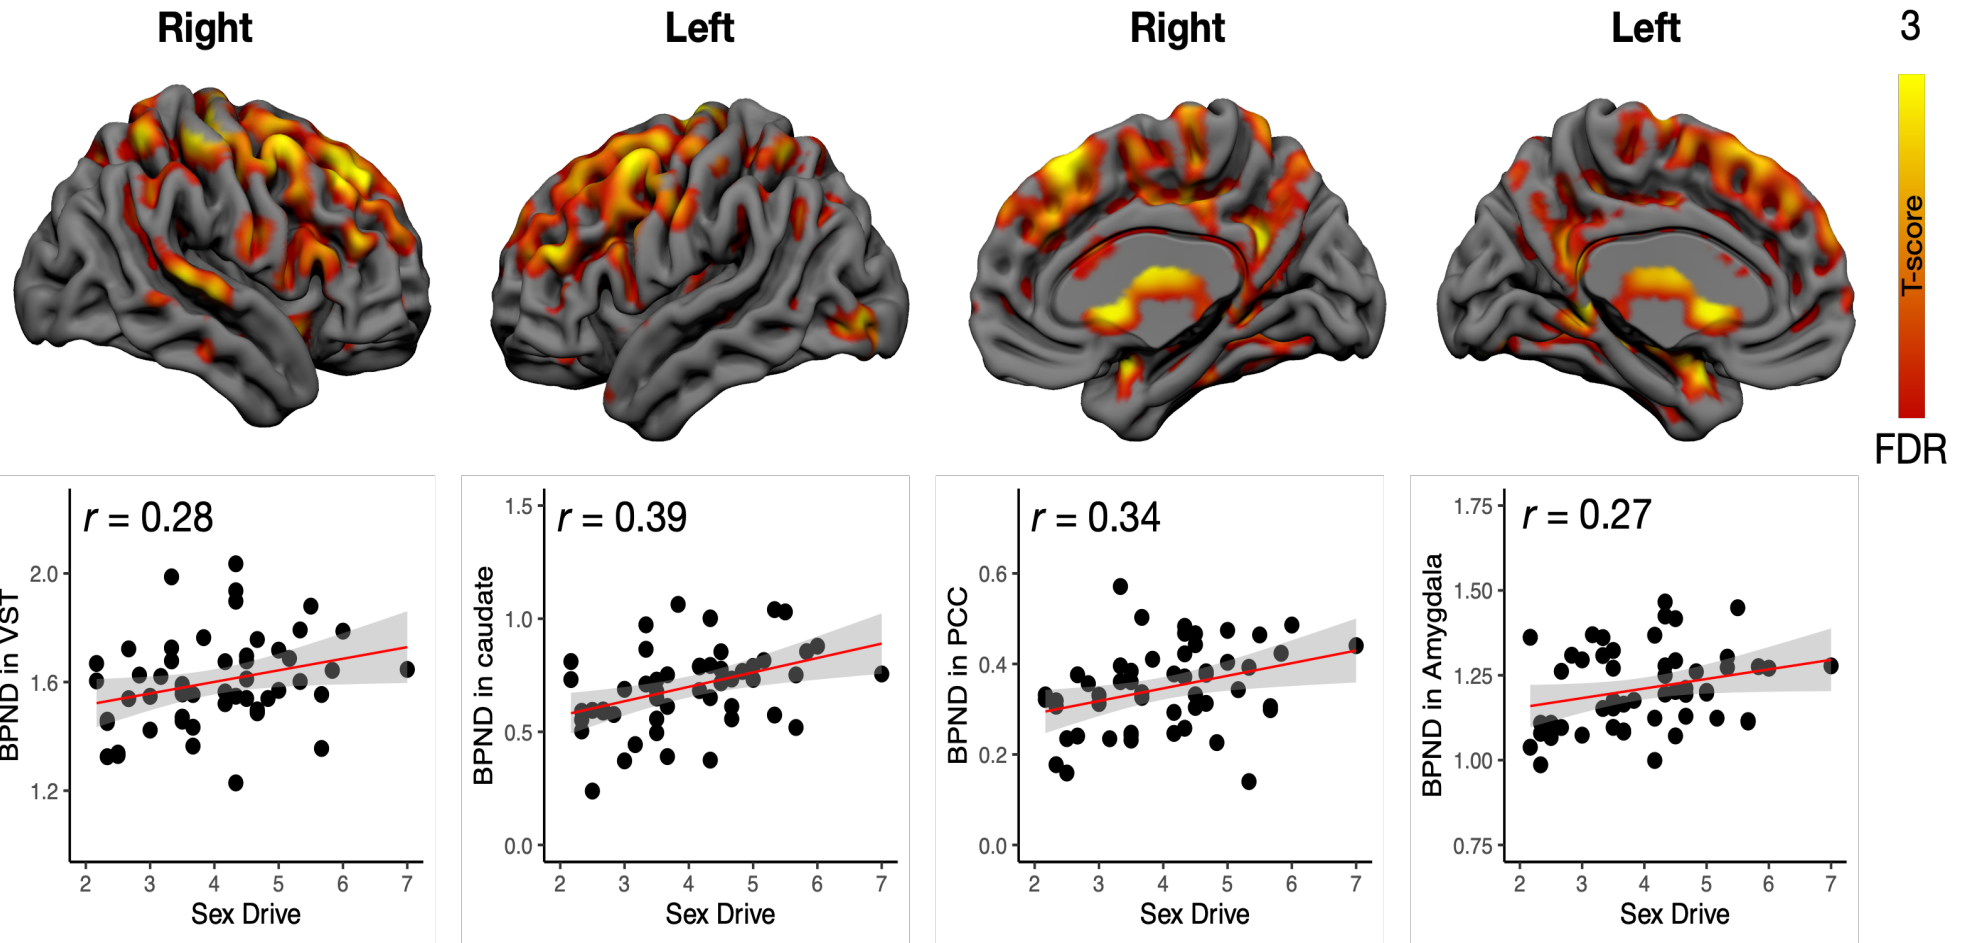 Right Left Right Left 3
T-score
FDR
r = 0.28
BPND in VST
2.0
1.6
1.2
2 3 4 5 6 7
Sex Drive
r = 0.39
BPND in caudate
1.5
1.0
0.5
0.0
2 3 4 5 6 7
Sex Drive
r = 0.34
BPND in PCC
0.6
0.4
0.2
0.0
2 3 4 5 6 7
Sex Drive
r = 0.27
BPND in Amygdala
1.75
1.50
1.25
1.00
0.75
2 3 4 5 6 7
Sex Drive